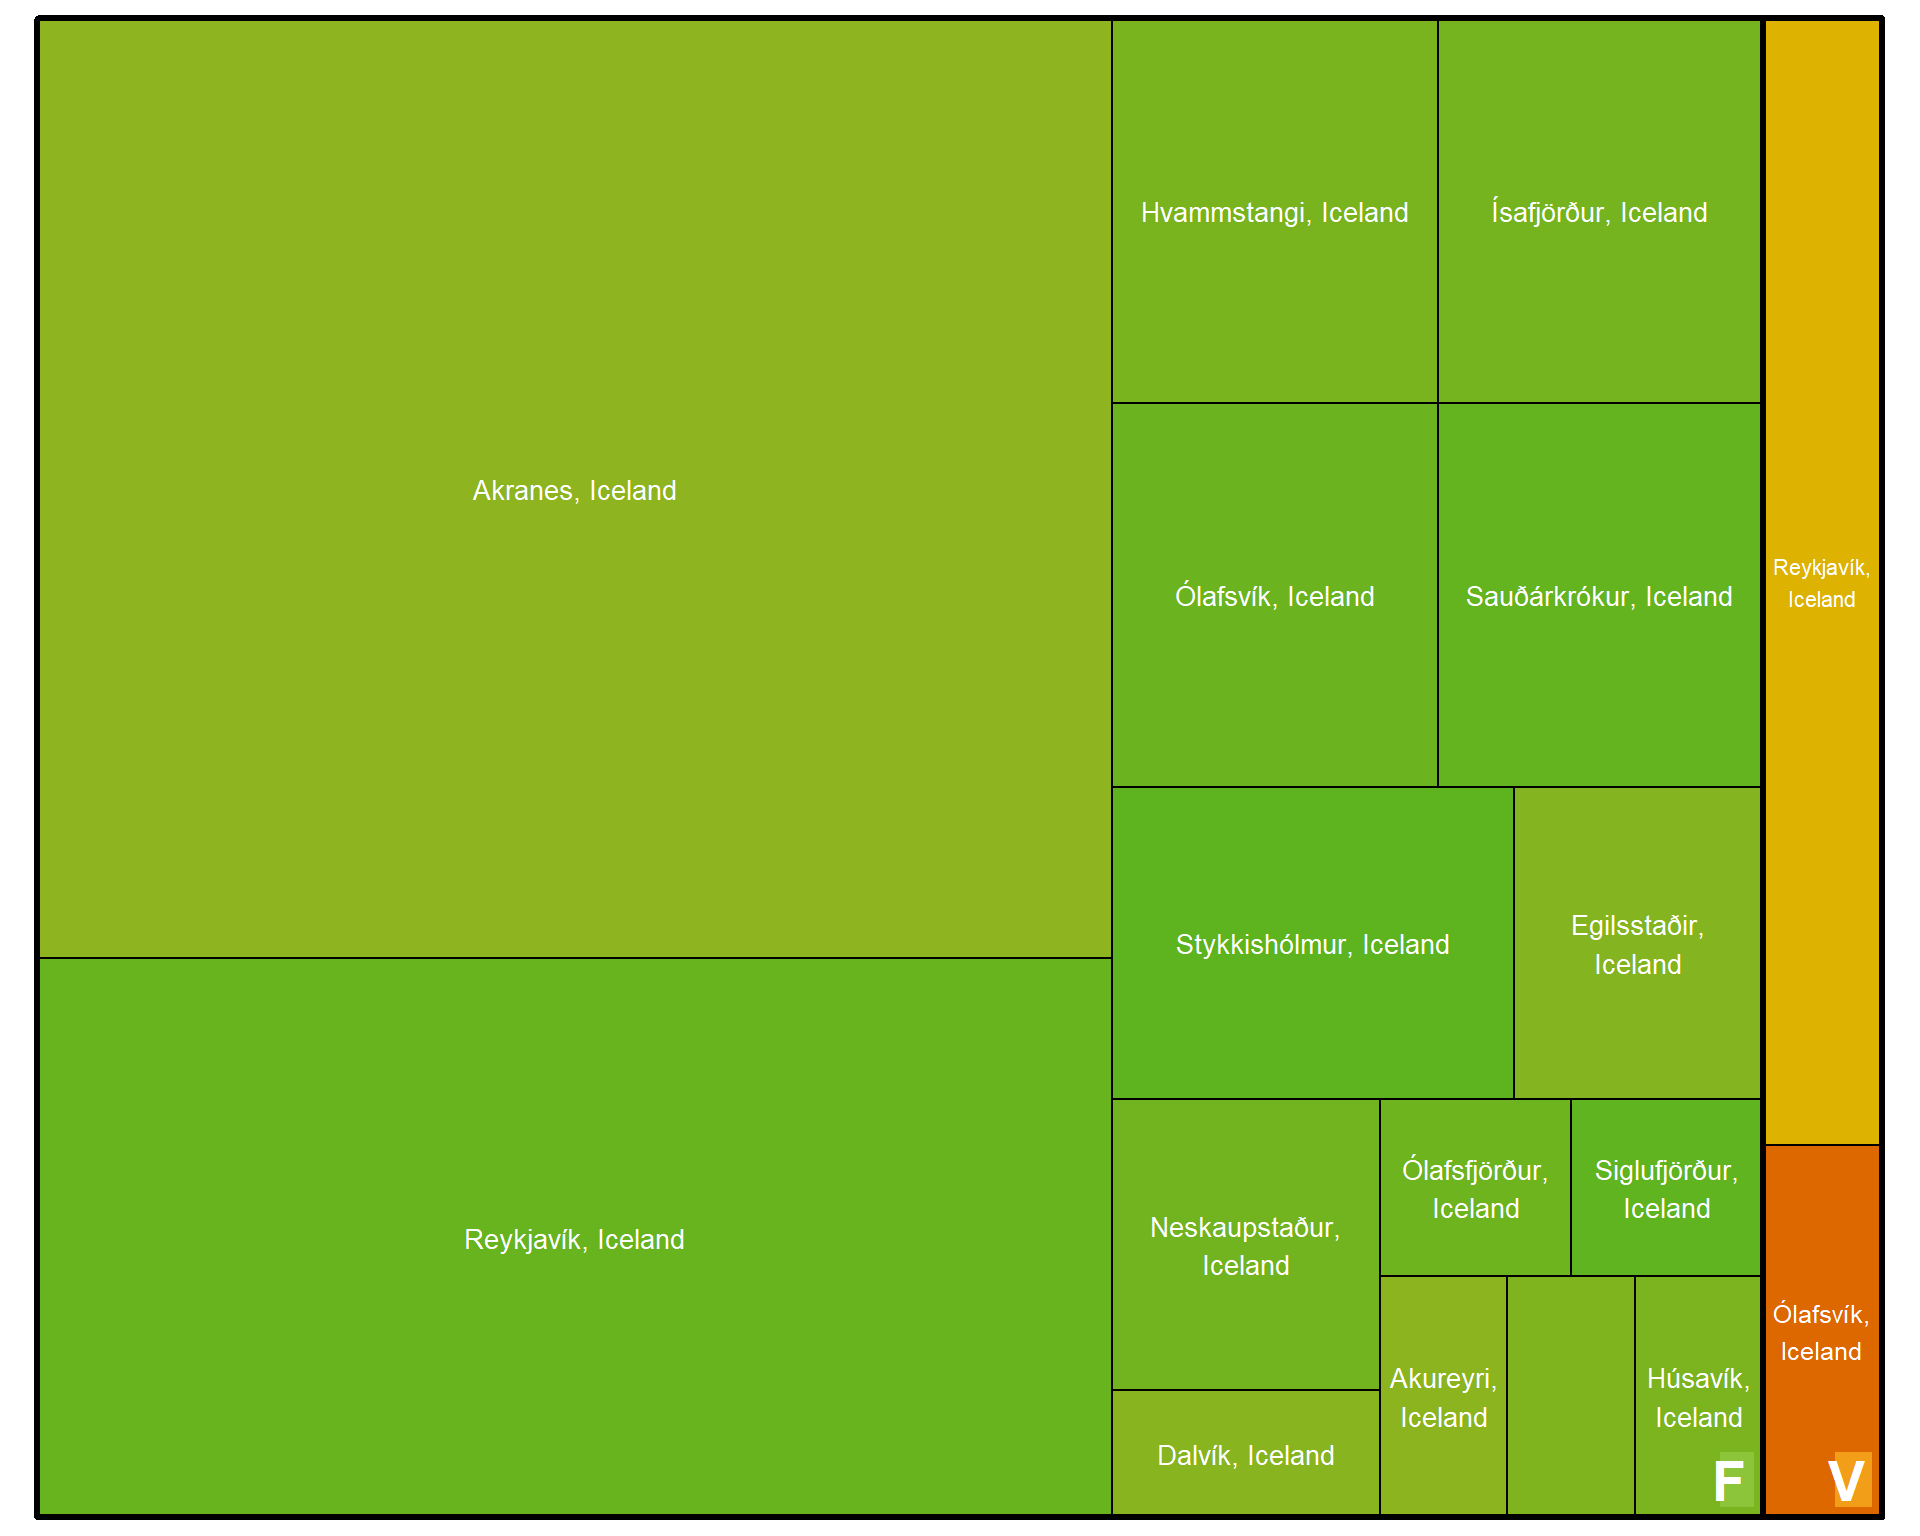 Akranes, Iceland
Reykjavík, Iceland
Hvammstangi, Iceland
Ísafjörður, Iceland
Ólafsvík, Iceland
Sauðárkrókur, Iceland
Stykkishólmur, Iceland
Egilsstaðir,
Iceland
Neskaupstaður,
Iceland
Ólafsfjörður,
Iceland
Siglufjörður,
Iceland
Dalvík, Iceland
Akureyri,
Iceland
Húsavík,
Iceland
F
Reykjavík,
Iceland
Ólafsvík,
Iceland
V